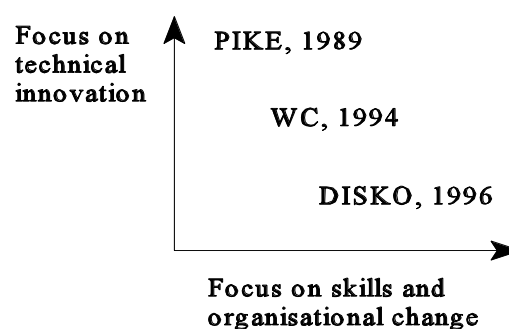 Focus on
technical
innovation
PIKE, 1989
WC, 1994
DISKO, 1996
Focus on skills and
organisational change